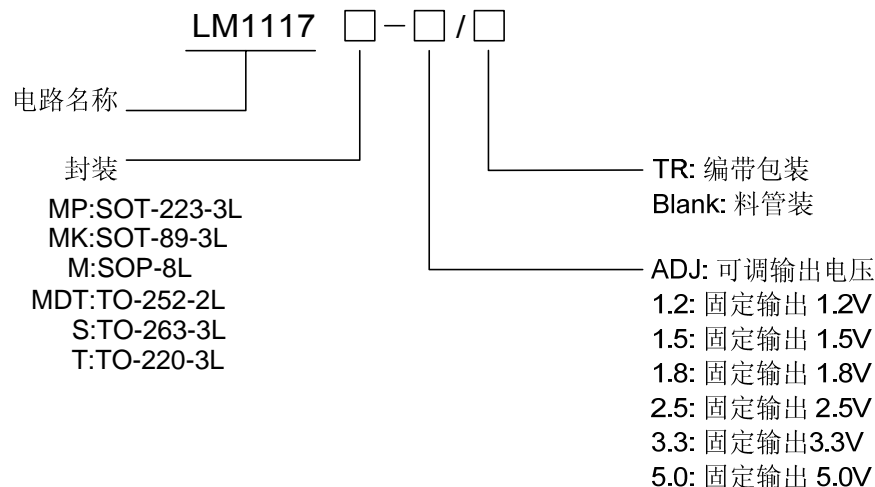 LM1117 □－□/□
电路名称
封装
MP:SOT-223-3L
MK:SOT-89-3L
M:SOP-8L
MDT:TO-252-2L
S:TO-263-3L
T:TO-220-3L
TR: 编带包装
Blank: 料管装
ADJ: 可调输出电压
1.2: 固定输出 1.2V
1.5: 固定输出 1.5V
1.8: 固定输出 1.8V
2.5: 固定输出 2.5V
3.3: 固定输出3.3V
5.0: 固定输出 5.0V